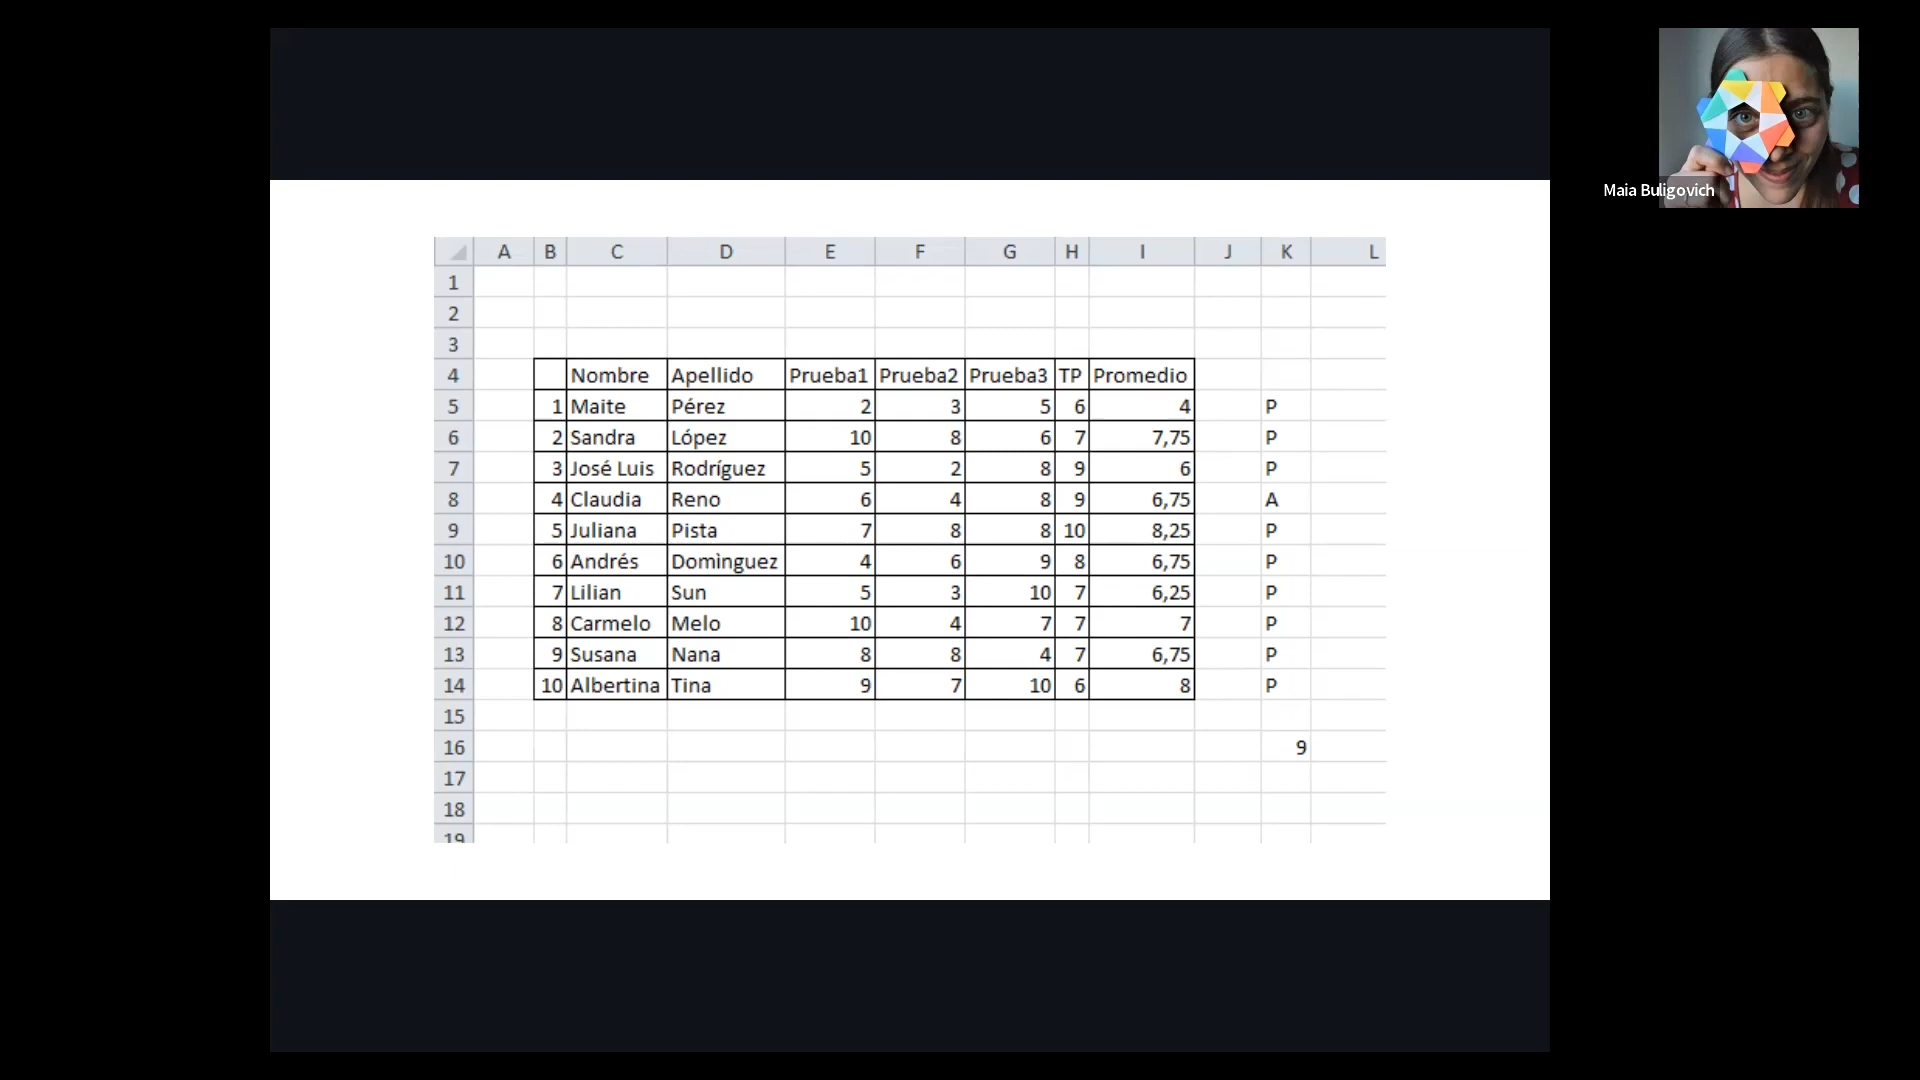 A B C D E F G H I J K L
1
2
3
4 Nombre Apellido Prueba1 Prueba2 Prueba3 TP Promedio
5 1 Maite Pérez 2 3 5 6 4 P
6 2 Sandra López 10 8 6 7 7,75 P
7 3 José Luis Rodríguez 5 2 8 9 6 P
8 4 Claudia Reno 6 4 8 9 6,75 A
9 5 Juliana Pista 7 8 8 10 8,25 P
10 6 Andrés Domìnguez 4 6 9 8 6,75 P
11 7 Lilian Sun 5 3 10 7 6,25 P
12 8 Carmelo Melo 10 4 7 7 7 P
13 9 Susana Nana 8 8 4 7 6,75 P
14 10 Albertina Tina 9 7 10 6 8 P
15
16 9
17
18
19
Maia Buligovich